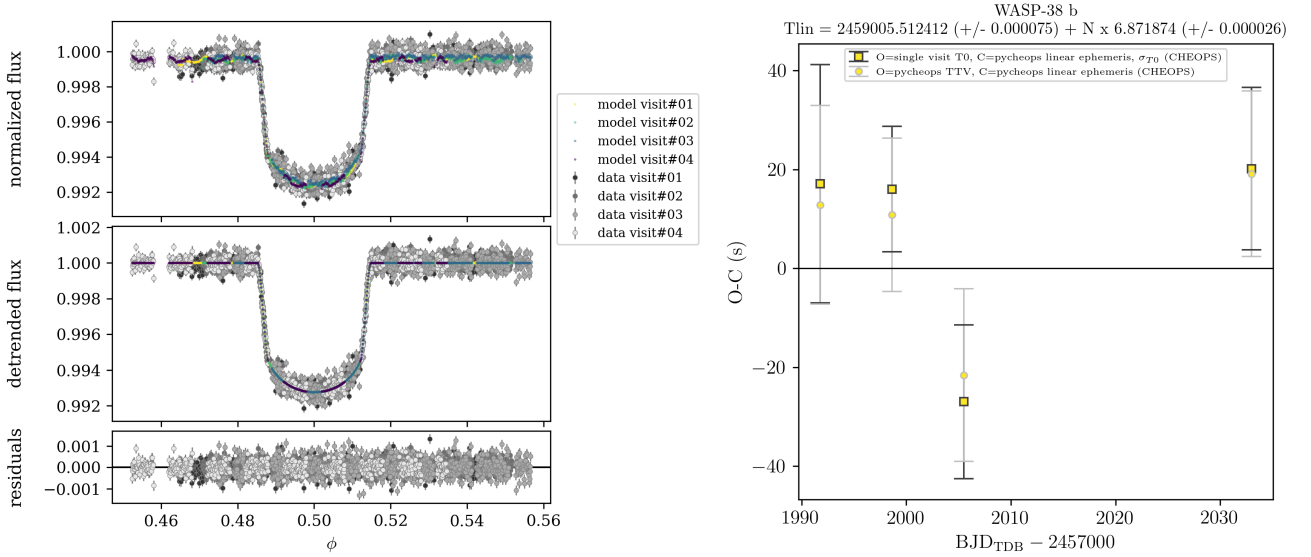 normalized flux
1.000
0.998
0.996
0.994
0.992
model visit#01
model visit#02
model visit#03
model visit#04
data visit#01
data visit#02
data visit#03
data visit#04
detrended flux
1.002
1.000
0.998
0.996
0.994
0.992
residuals
0.001
0.000
−0.001
0.46
0.48
0.50
0.52
0.54
0.56
ϕ
WASP-38 b
Tlin = 2459005.512412 (+/- 0.000075) + N x 6.871874 (+/- 0.000026)
O=single visit T0, C=pycheops linear ephemeris, σT0 (CHEOPS)
O=pycheops TTV, C=pycheops linear ephemeris (CHEOPS)
O-C (s)
40
20
0
−20
−40
1990
2000
2010
2020
2030
BJDTDB − 2457000